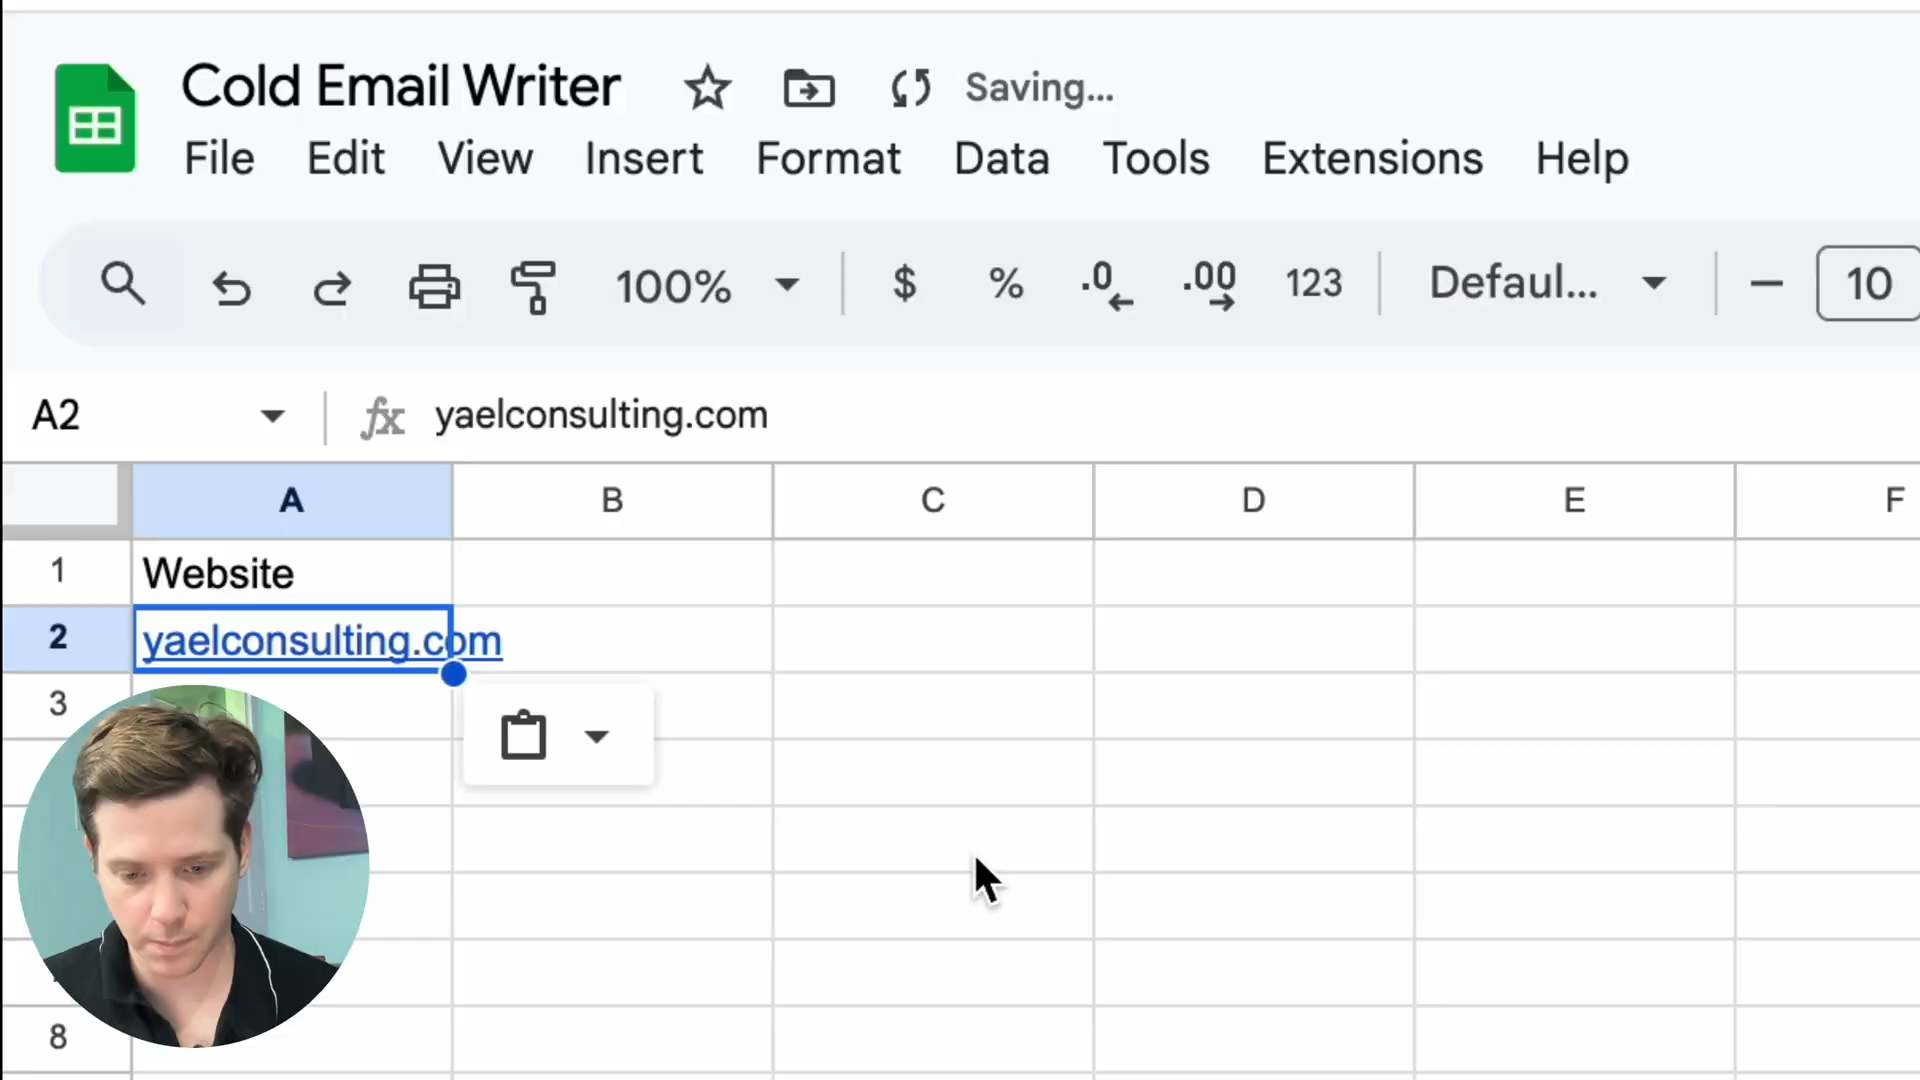 Cold Email Writer Saving...
File Edit View Insert Format Data Tools Extensions Help
100% $ % .0 .00 123 Defaul... 10
A2 fx yaelconsulting.com
A B C D E F
1 Website
2 yaelconsulting.com
3
8